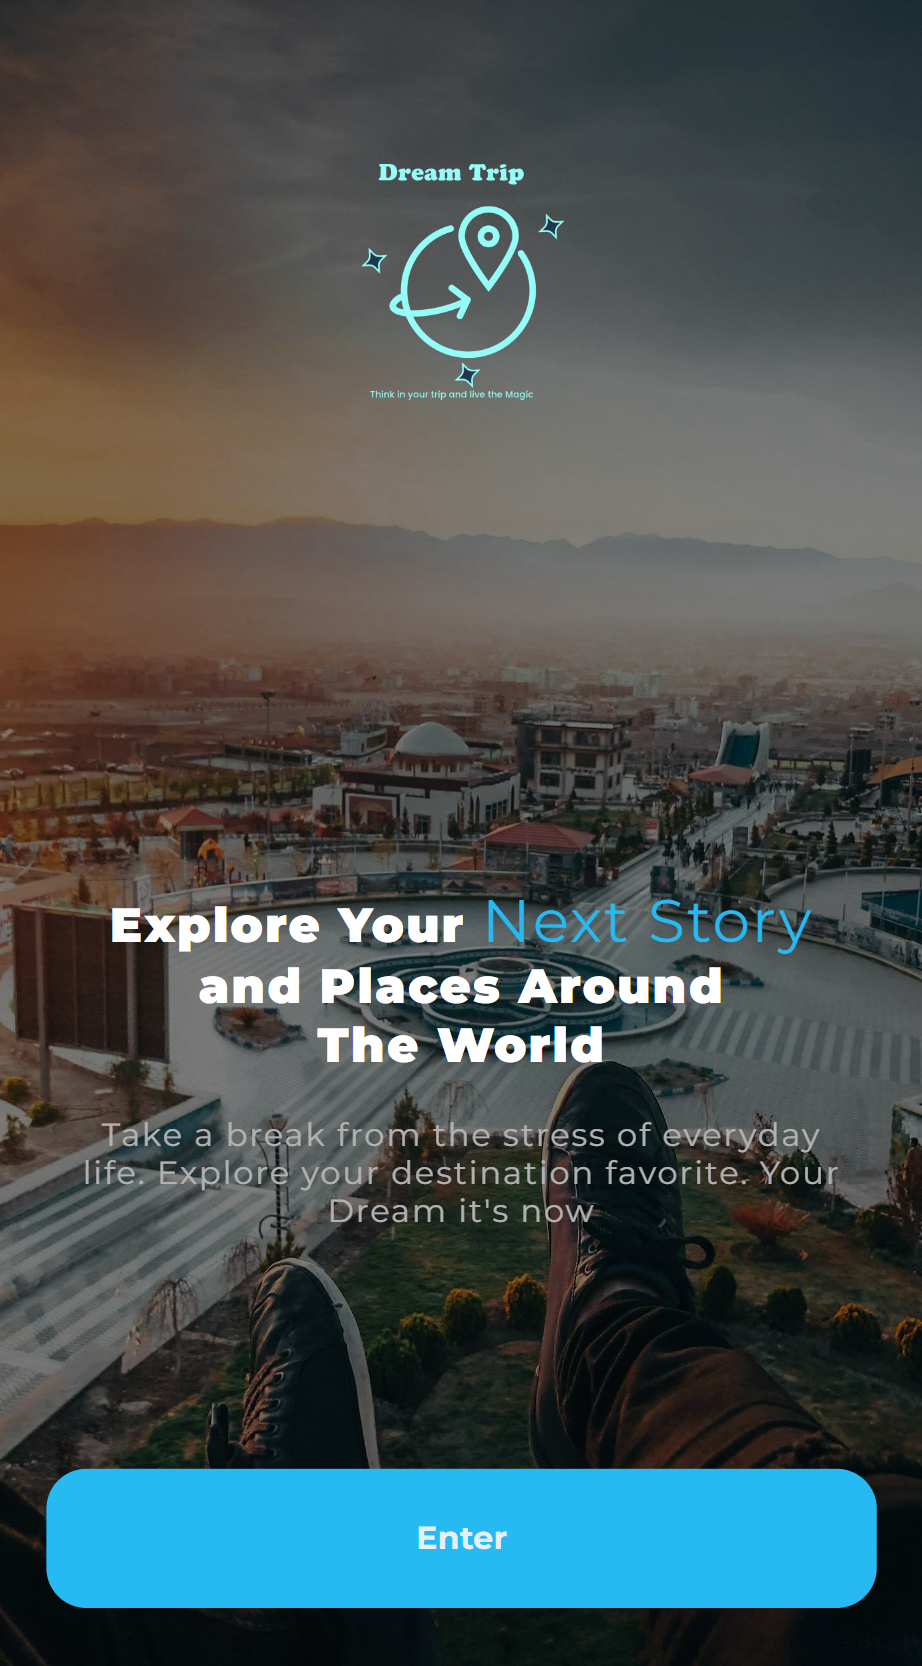 Dream Trip
Think in your trip and live the Magic
Explore Your Next Story
and Places Around
The World
Take a break from the stress of everyday
life. Explore your destination favorite. Your
Dream it's now
Enter